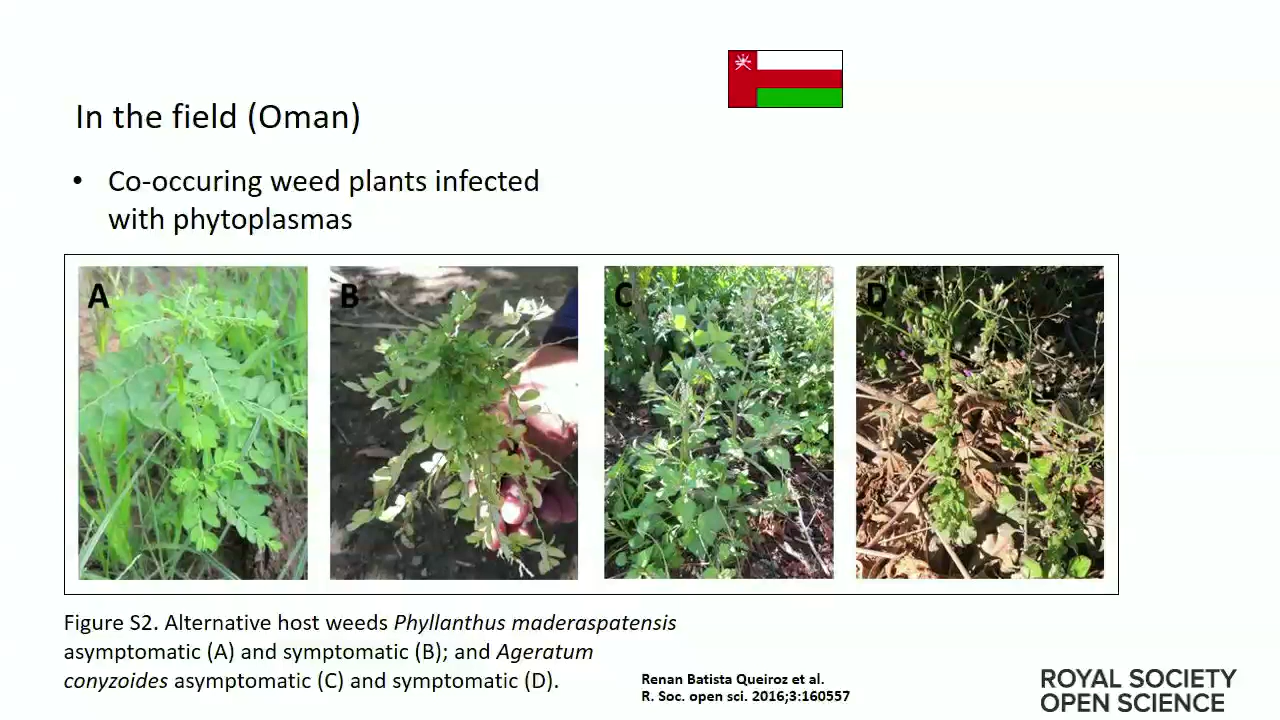 In the field (Oman)
• Co-occuring weed plants infected
with phytoplasmas
A
B
C
D
Figure S2. Alternative host weeds Phyllanthus maderaspatensis
asymptomatic (A) and symptomatic (B); and Ageratum
conyzoides asymptomatic (C) and symptomatic (D).
Renan Batista Queiroz et al.
R. Soc. open sci. 2016;3:160557
ROYAL SOCIETY
OPEN SCIENCE